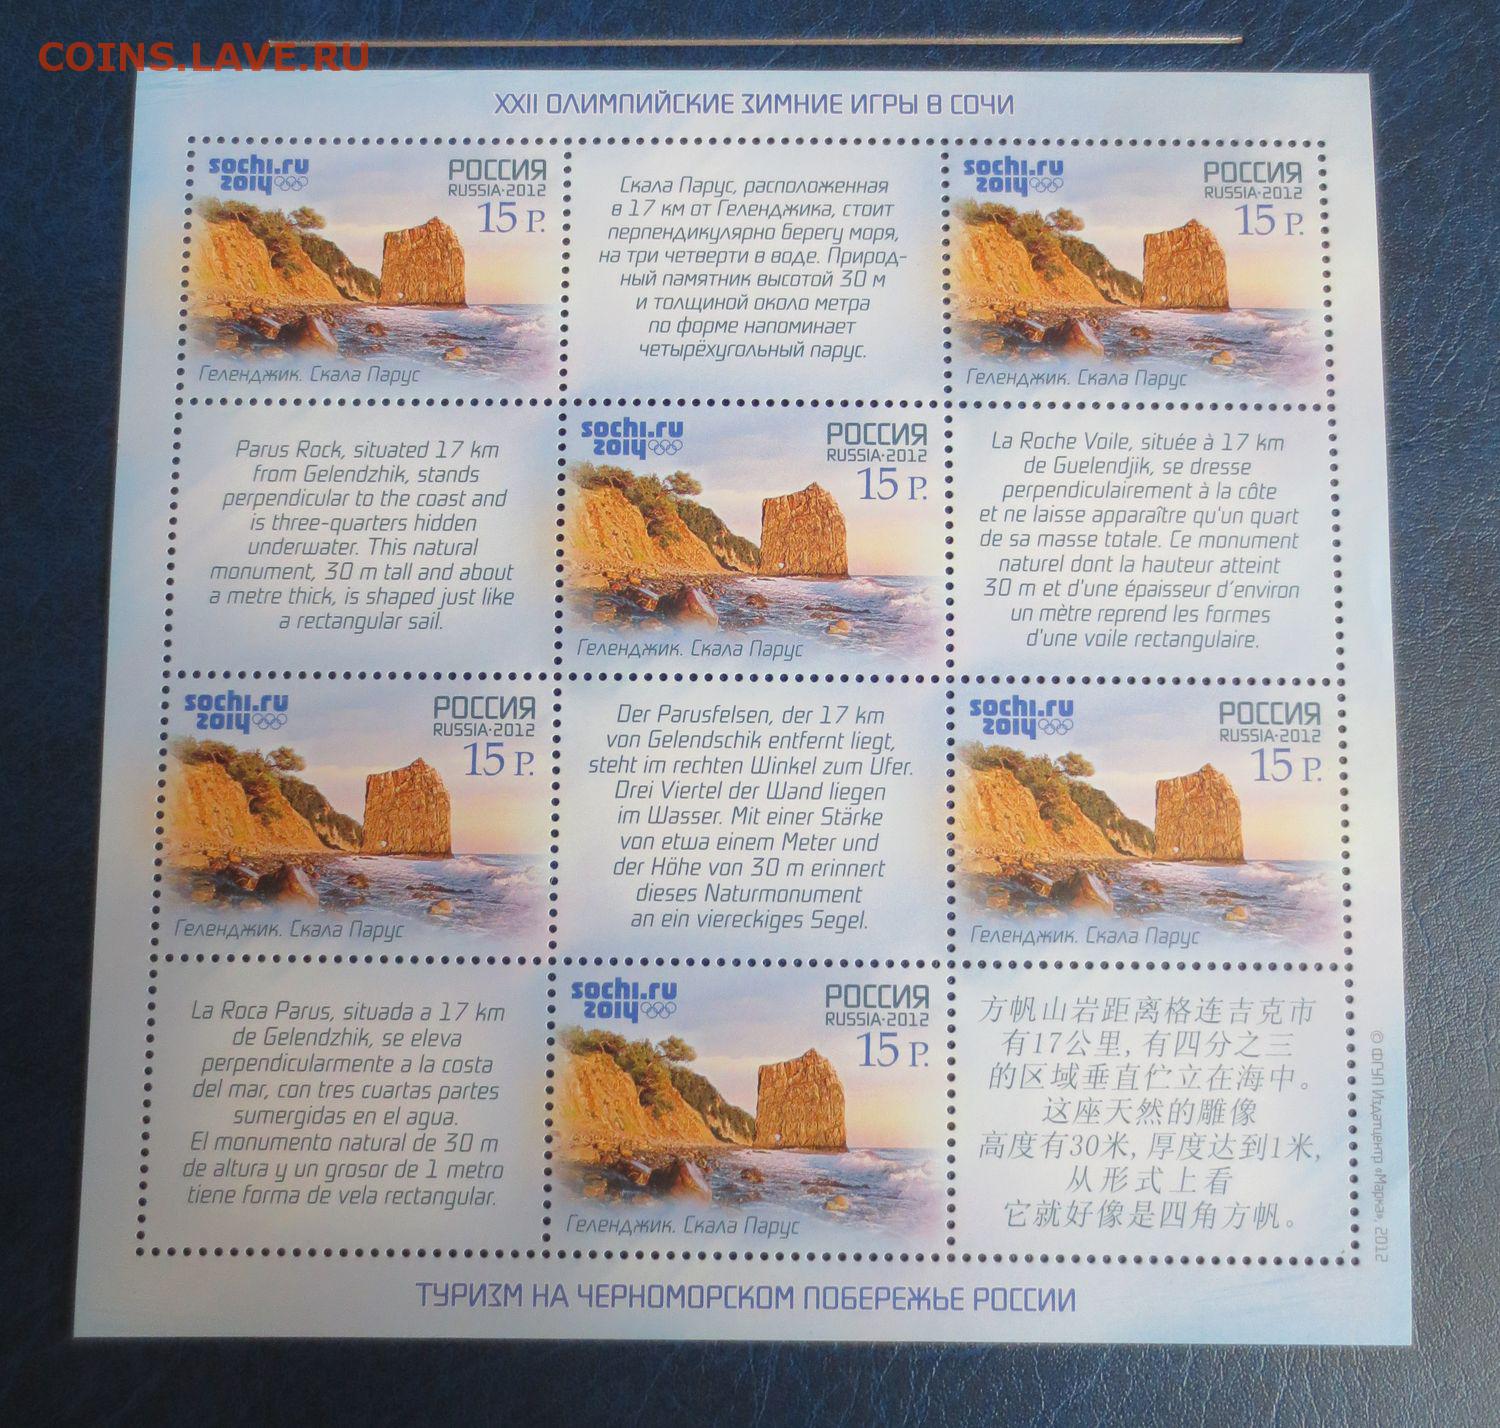 COINS.LAVE.RU
XXII ОЛИМПИЙСКИЕ ЗИМНИЕ ИГРЫ В СОЧИ
sochi.ru
2014
РОССИЯ
RUSSIA·2012
15 Р.
Геленджик. Скала Парус
Скала Парус, расположенная
в 17 км от Геленджика, стоит
перпендикулярно берегу моря,
на три четверти в воде. Природ-
ный памятник высотой 30 м
и толщиной около метра
по форме напоминает
четырёхугольный парус.
sochi.ru
2014
РОССИЯ
RUSSIA·2012
15 Р.
Геленджик. Скала Парус
Parus Rock, situated 17 km
from Gelendzhik, stands
perpendicular to the coast and
is three-quarters hidden
underwater. This natural
monument, 30 m tall and about
a metre thick, is shaped just like
a rectangular sail.
sochi.ru
2014
РОССИЯ
RUSSIA·2012
15 Р.
Геленджик. Скала Парус
La Roche Voile, située à 17 km
de Guelendjik, se dresse
perpendiculairement à la côte
et ne laisse apparaître qu'un quart
de sa masse totale. Ce monument
naturel dont la hauteur atteint
30 m et d'une épaisseur d'environ
un mètre reprend les formes
d'une voile rectangulaire.
sochi.ru
2014
РОССИЯ
RUSSIA·2012
15 Р.
Геленджик. Скала Парус
Der Parusfelsen, der 17 km
von Gelendschik entfernt liegt,
steht im rechten Winkel zum Ufer.
Drei Viertel der Wand liegen
im Wasser. Mit einer Stärke
von etwa einem Meter und
der Höhe von 30 m erinnert
dieses Naturmonument
an ein viereckiges Segel.
sochi.ru
2014
РОССИЯ
RUSSIA·2012
15 Р.
Геленджик. Скала Парус
La Roca Parus, situada a 17 km
de Gelendzhik, se eleva
perpendicularmente a la costa
del mar, con tres cuartas partes
sumergidas en el agua.
El monumento natural de 30 m
de altura y un grosor de 1 metro
tiene forma de vela rectangular.
sochi.ru
2014
РОССИЯ
RUSSIA·2012
15 Р.
Геленджик. Скала Парус
方帆山岩距离格连吉克市
有17公里, 有四分之三
的区域垂直伫立在海中。
这座天然的雕像
高度有30米, 厚度达到1米,
从形式上看
它就好像是四角方帆。
© ФГУП Издатцентр «Марка», 2012
ТУРИЗМ НА ЧЕРНОМОРСКОМ ПОБЕРЕЖЬЕ РОССИИ